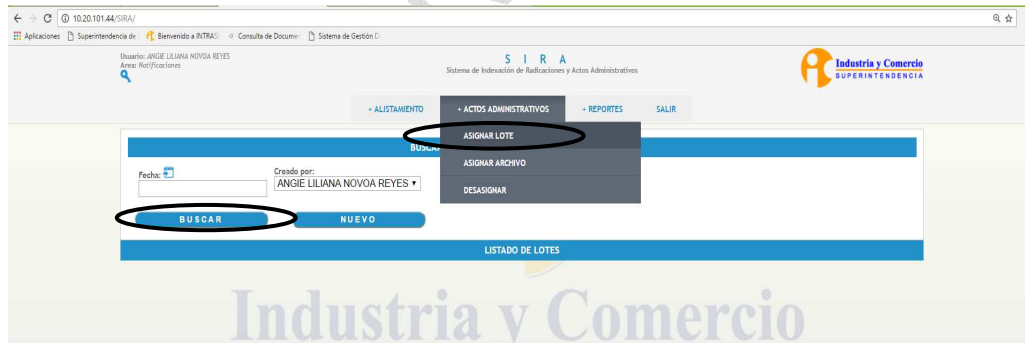 10.20.101.44/SIRA/
Aplicaciones Superintendencia de Bienvenido a INTRASI Consulta de Documen Sistema de Gestión D
Usuario: ANGIE LILIANA NOVOA REYES
Area: Notificaciones
S I R A
Sistema de Indexación de Radicaciones y Actos Administrativos
Industria y Comercio
SUPERINTENDENCIA
+ ALISTAMIENTO + ACTOS ADMINISTRATIVOS + REPORTES SALIR
ASIGNAR LOTE
ASIGNAR ARCHIVO
DESASIGNAR
BUSCA
Fecha:
Creado por:
ANGIE LILIANA NOVOA REYES
BUSCAR NUEVO
LISTADO DE LOTES
Industria y Comercio